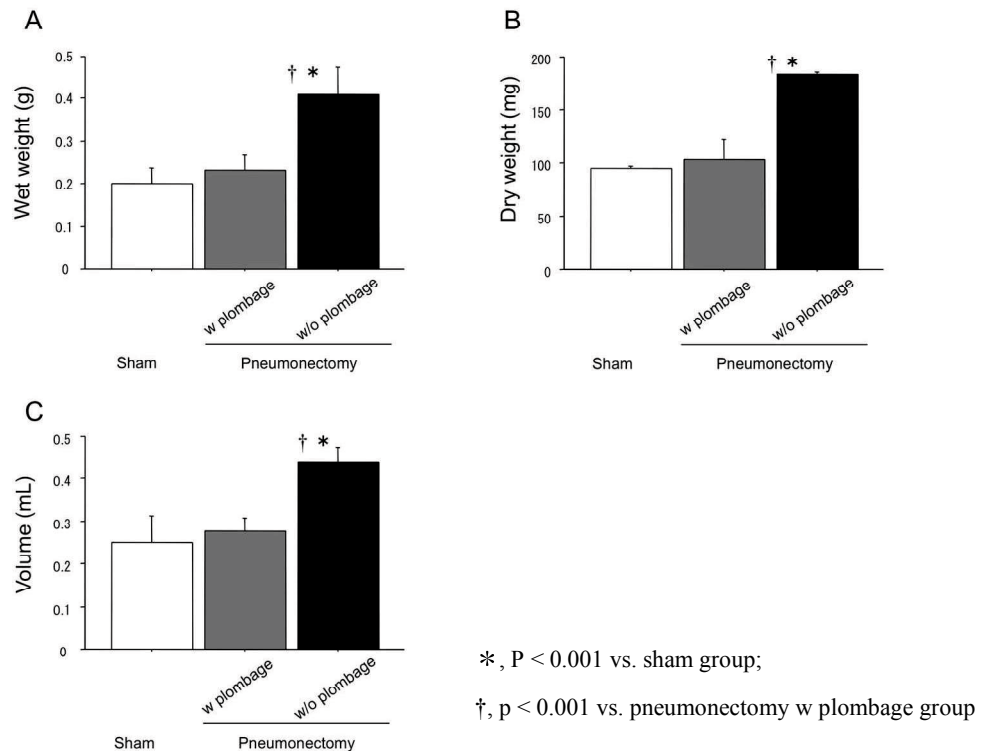 A
Wet weight (g)
0.5
0.4
0.3
0.2
0.1
0
† *
w plombage
w/o plombage
Sham
Pneumonectomy
B
Dry weight (mg)
200
150
100
50
0
† *
w plombage
w/o plombage
Sham
Pneumonectomy
C
Volume (mL)
0.5
0.4
0.3
0.2
0.1
0
† *
w plombage
w/o plombage
Sham
Pneumonectomy
*, P < 0.001 vs. sham group;
†, p < 0.001 vs. pneumonectomy w plombage group